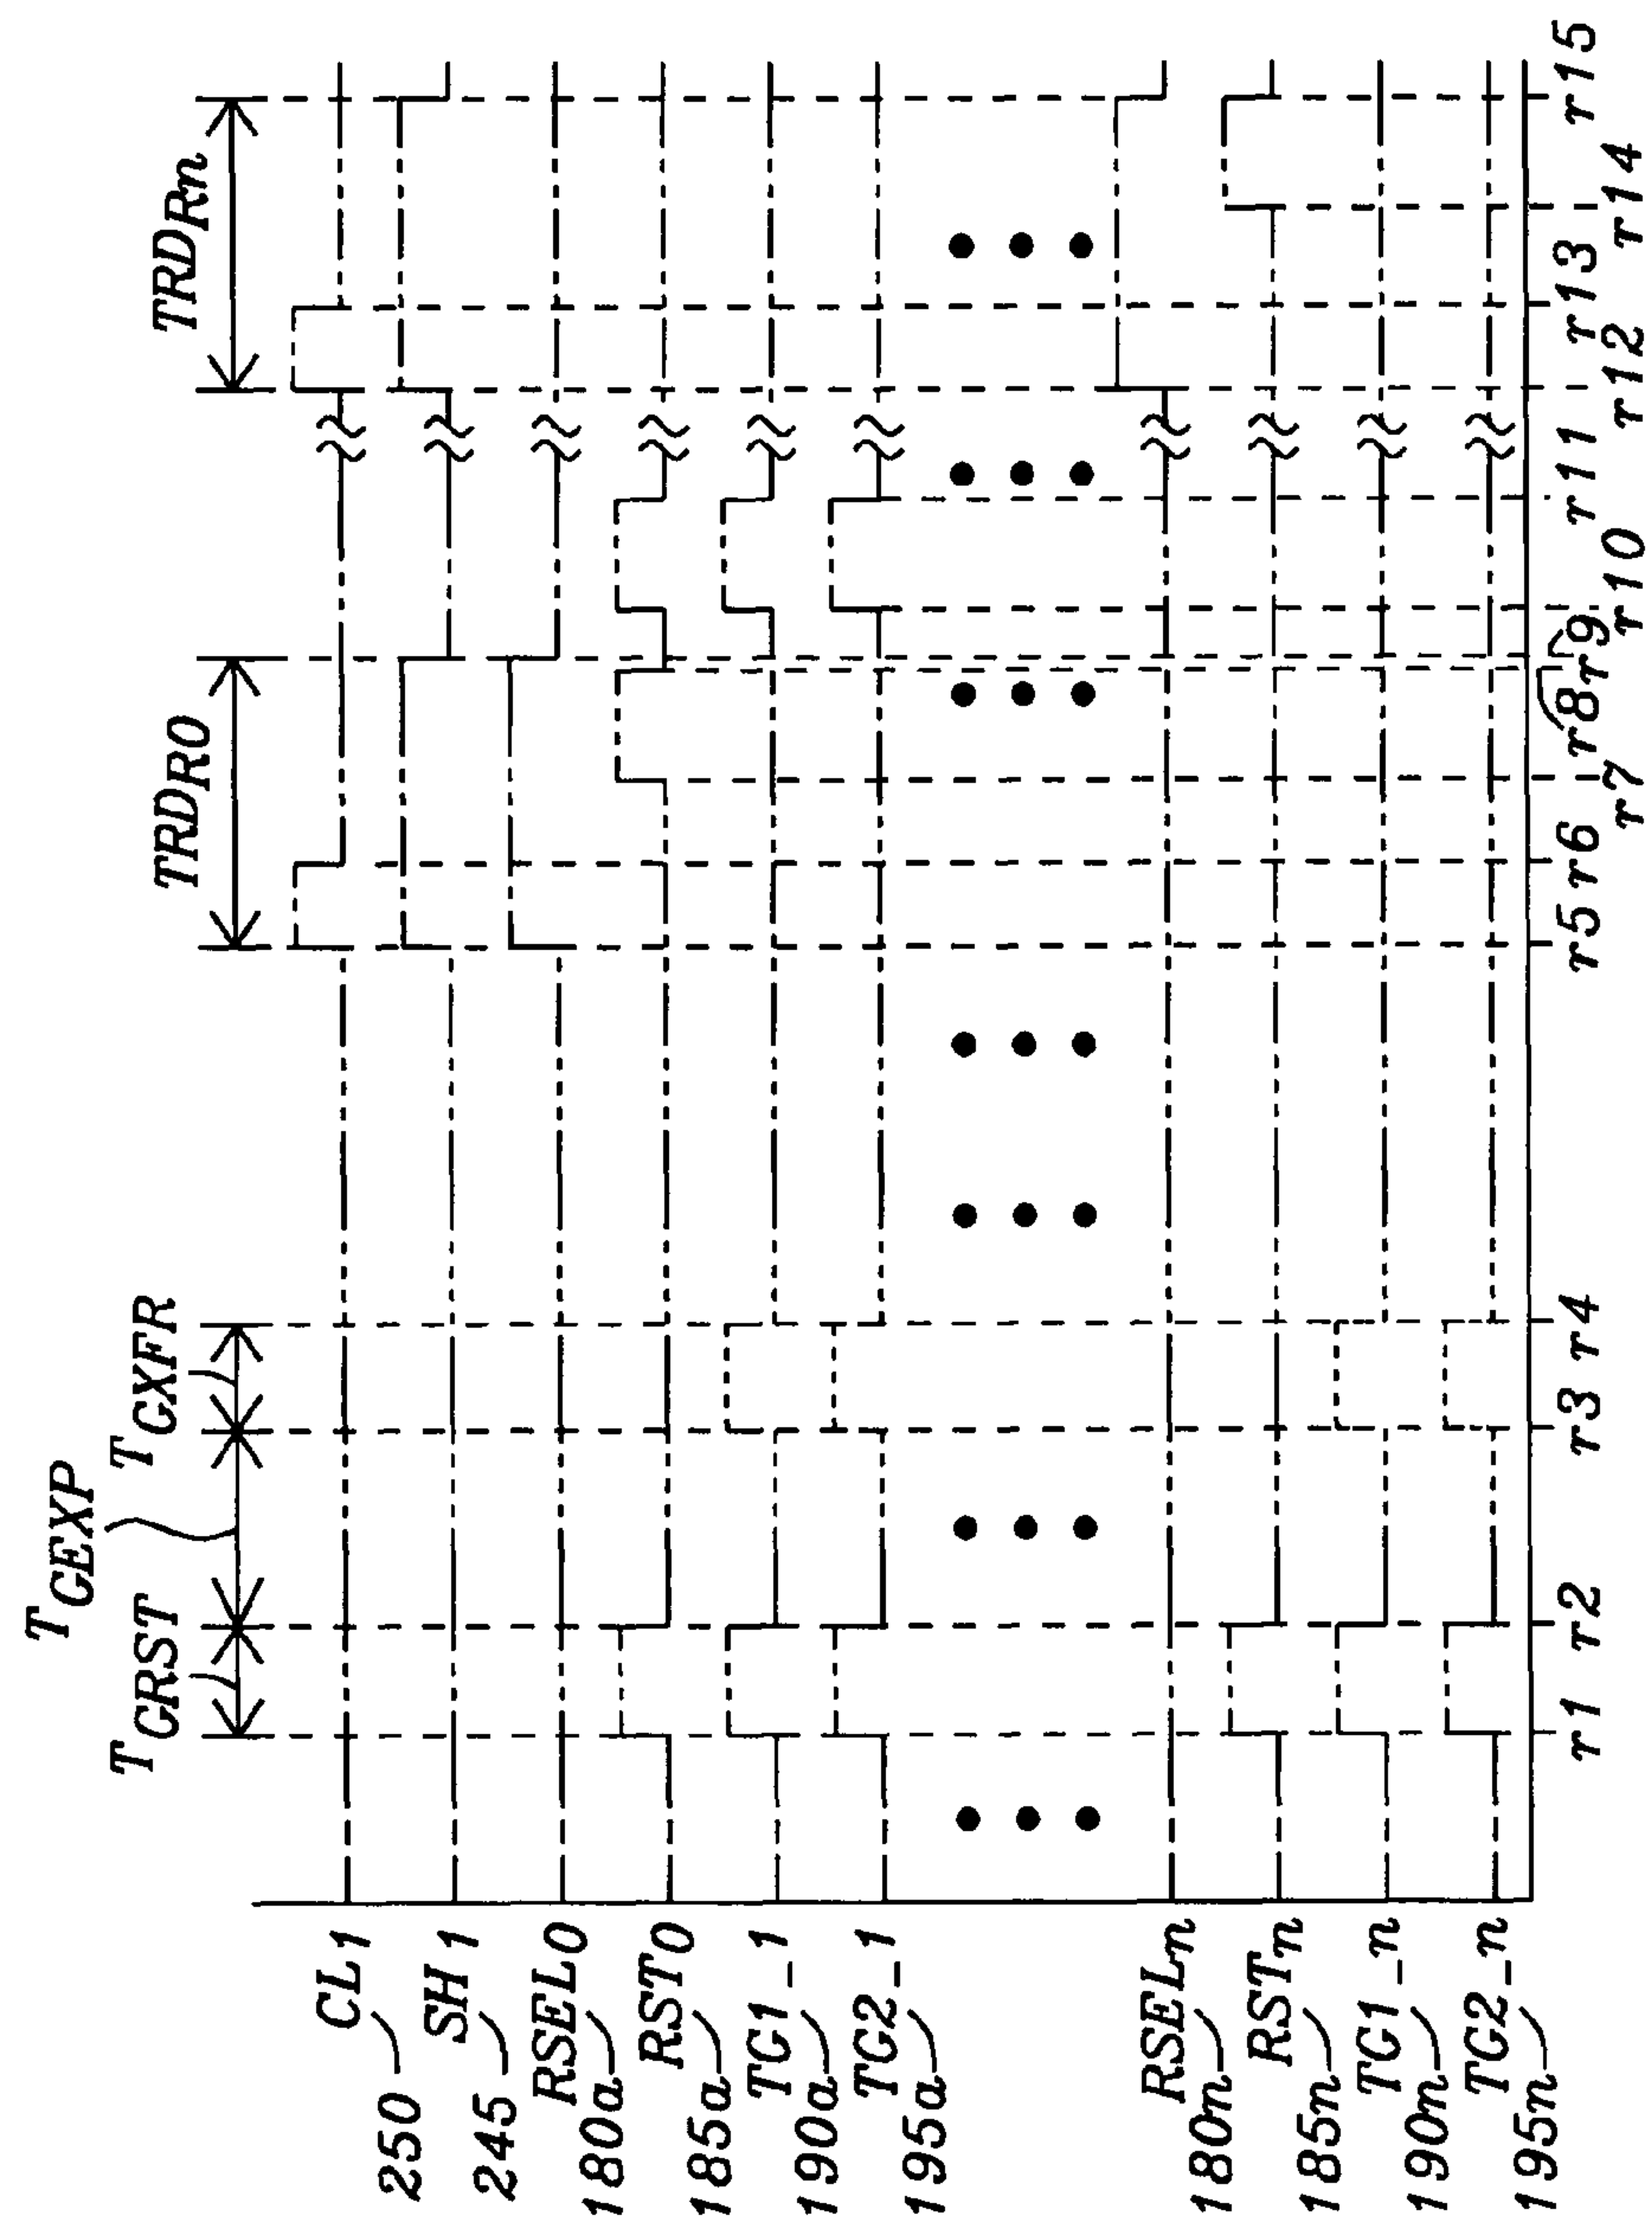 T_GEXP
T_GRST
T_GXFR
TRD_R0
TRD_Rn
CL1
250
SH1
245
RSEL0
180a
RST0
185a
TG1_1
190a
TG2_1
195a
RSELn
180n
RSTn
185n
TG1_n
190n
TG2_n
195n
r1 r2 r3 r4 r5 r6 r7 r8 r9 r10 r11 r12 r13 r14 r15